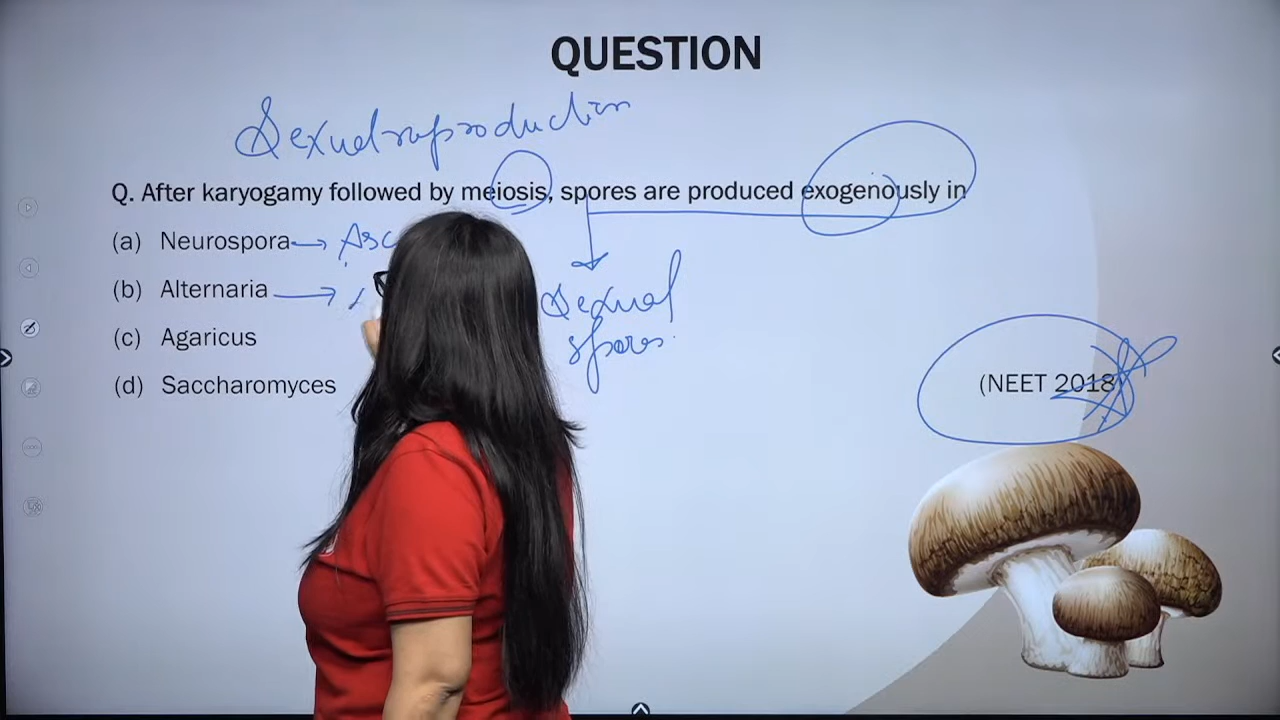 QUESTION
Sexual reproduction
Q. After karyogamy followed by meiosis, spores are produced exogenously in
(a) Neurospora → Asc
(b) Alternaria →
(c) Agaricus
(d) Saccharomyces
Sexual
spores.
(NEET 2018)